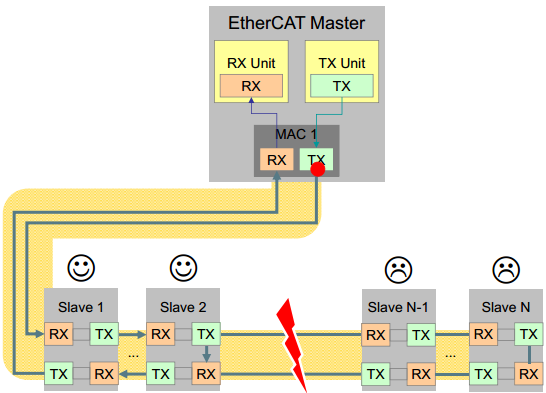 EtherCAT Master
RX Unit
TX Unit
RX
TX
MAC 1
RX
TX
Slave 1
Slave 2
Slave N-1
Slave N
RX
TX
RX
TX
RX
TX
RX
TX
...
...
TX
RX
TX
RX
TX
RX
TX
RX